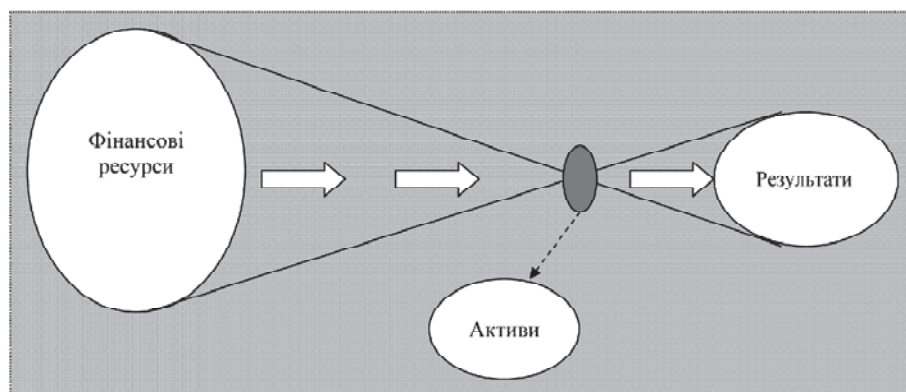 Фінансові
ресурси
Результати
Активи